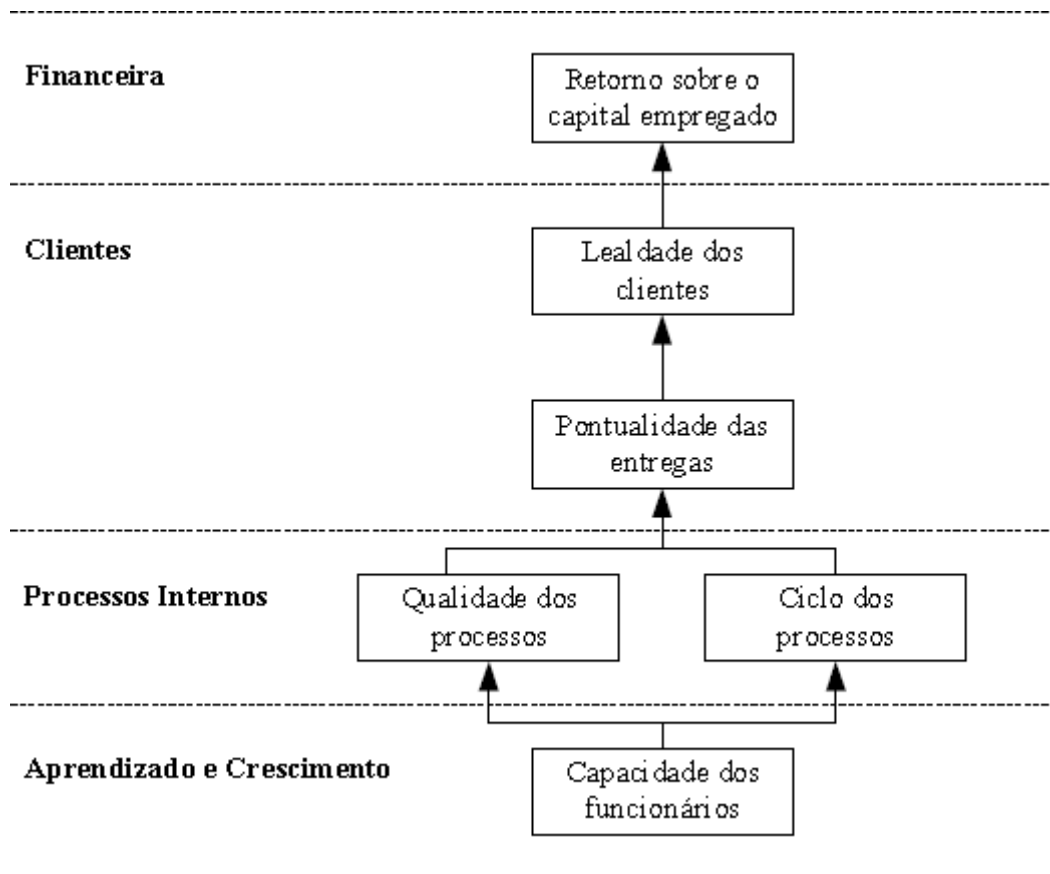 Financeira
Retorno sobre o
capital empregado
Clientes
Lealdade dos
clientes
Pontualidade das
entregas
Processos Internos
Qualidade dos
processos
Ciclo dos
processos
Aprendizado e Crescimento
Capacidade dos
funcionários